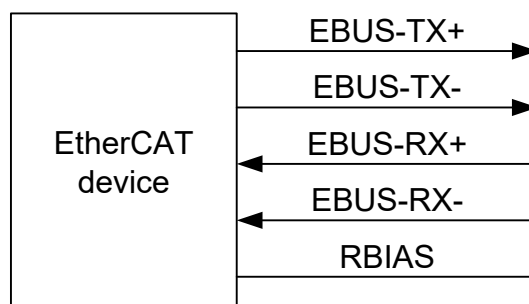 EBUS-TX+
EBUS-TX-
EtherCAT
device
EBUS-RX+
EBUS-RX-
RBIAS